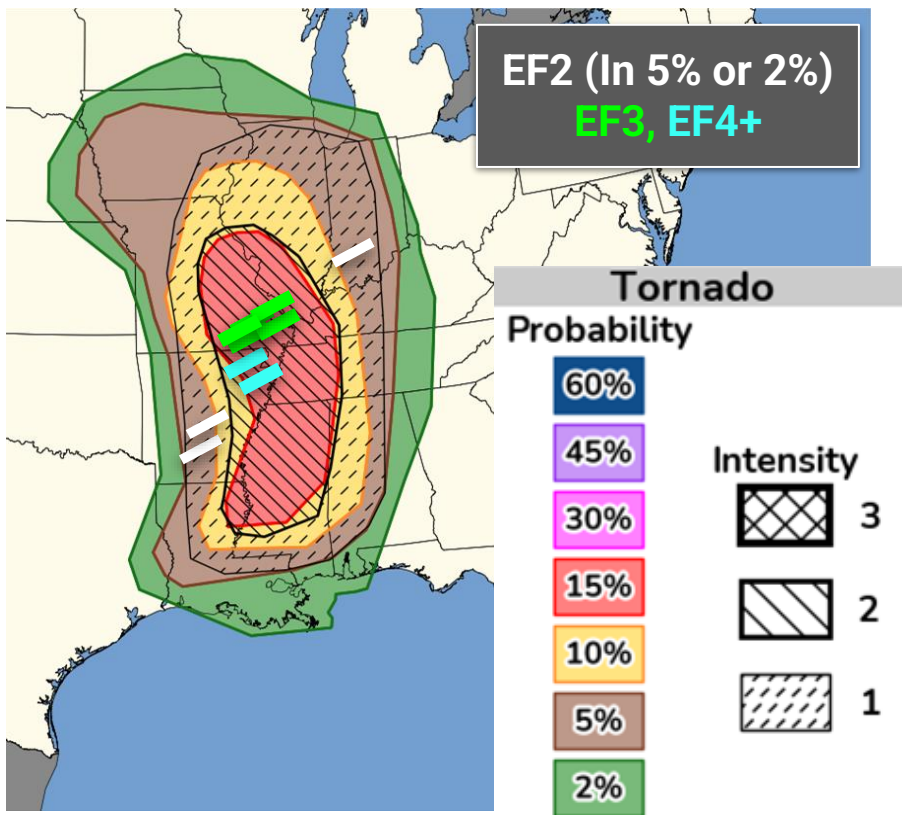 EF2 (In 5% or 2%)
EF3, EF4+
Tornado
Probability
60%
45%
30%
15%
10%
5%
2%
Intensity
3
2
1